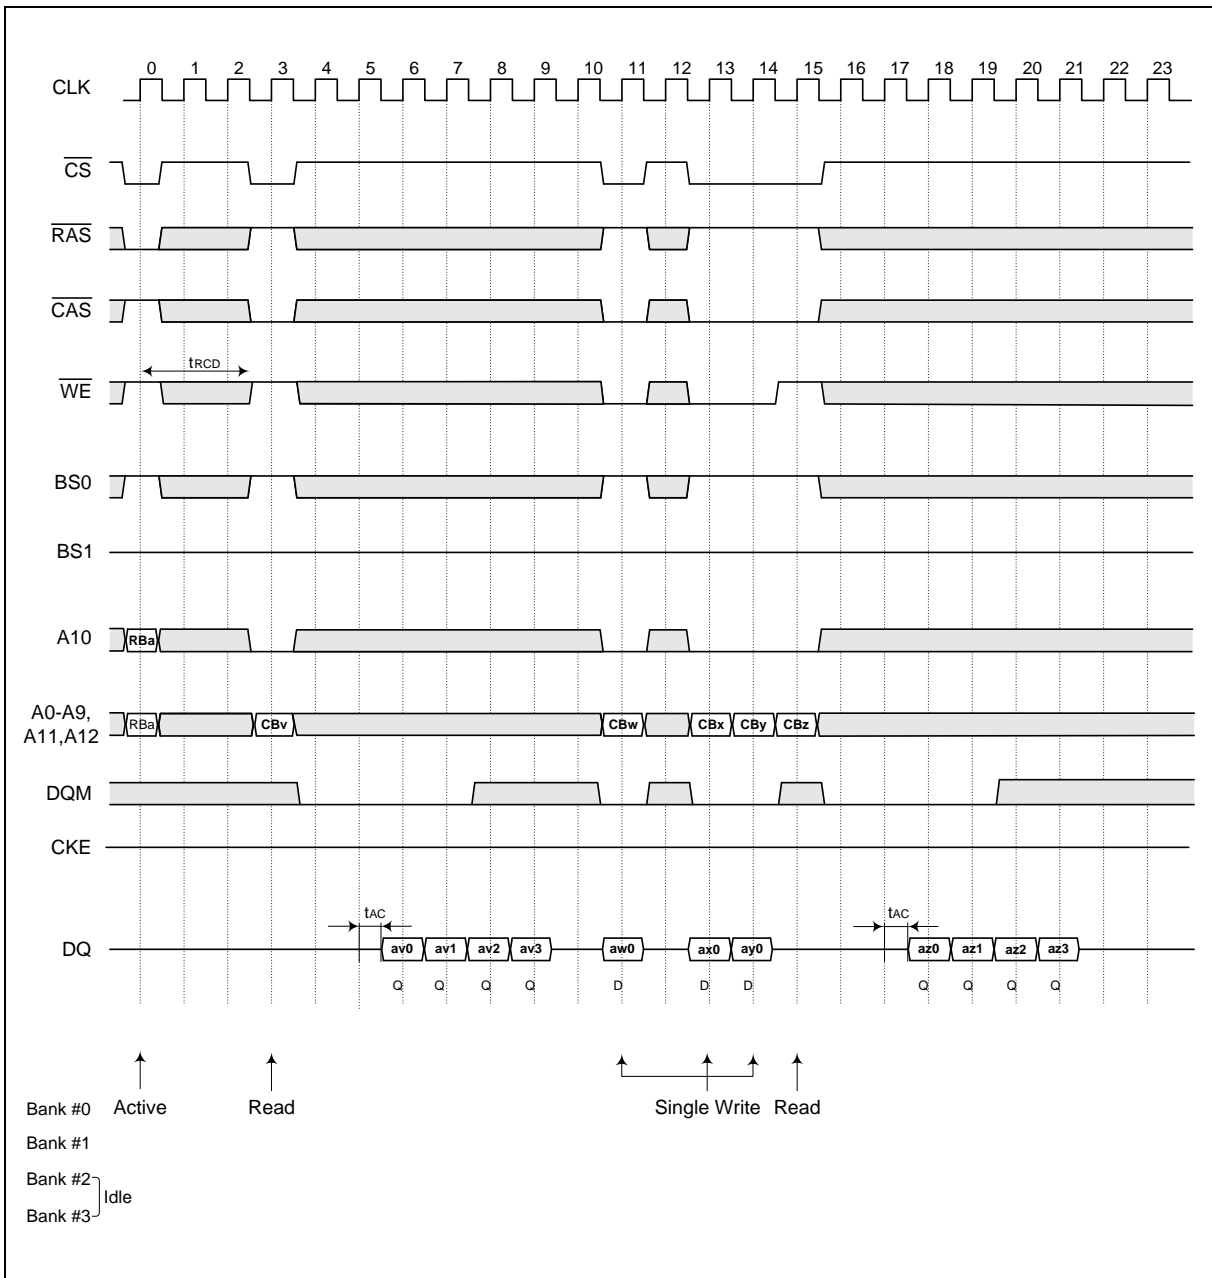 0 1 2 3 4 5 6 7 8 9 10 11 12 13 14 15 16 17 18 19 20 21 22 23
CLK
CS
RAS
CAS
tRCD
WE
BS0
BS1
A10 RBa
A0-A9,
A11,A12
RBa CBv CBw CBx CBy CBz
DQM
CKE
tAC tAC
DQ av0 av1 av2 av3 aw0 ax0 ay0 az0 az1 az2 az3
Q Q Q Q D D D Q Q Q Q
Bank #0 Active Read Single Write Read
Bank #1
Bank #2
Idle
Bank #3